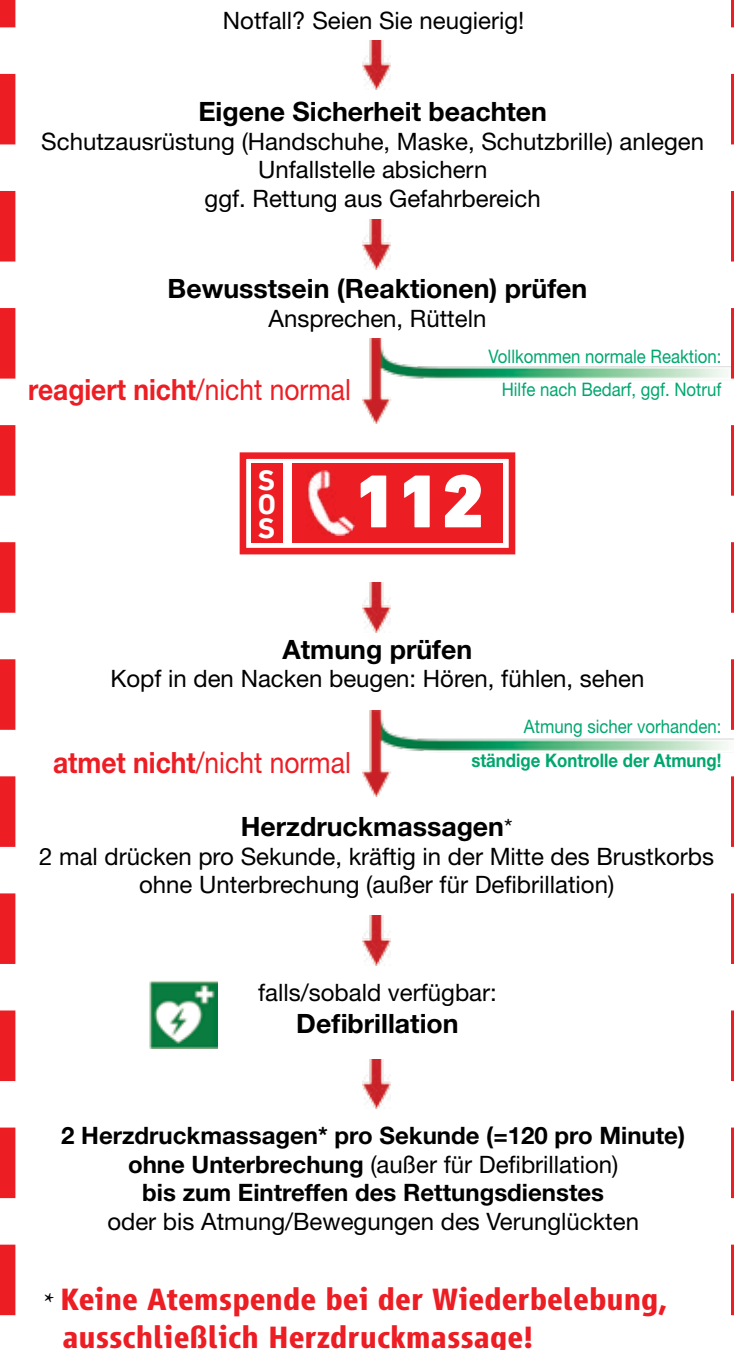 Notfall? Seien Sie neugierig!
Eigene Sicherheit beachten
Schutzausrüstung (Handschuhe, Maske, Schutzbrille) anlegen
Unfallstelle absichern
ggf. Rettung aus Gefahrbereich
Bewusstsein (Reaktionen) prüfen
Ansprechen, Rütteln
Vollkommen normale Reaktion:
reagiert nicht/nicht normal
Hilfe nach Bedarf, ggf. Notruf
SOS 112
Atmung prüfen
Kopf in den Nacken beugen: Hören, fühlen, sehen
Atmung sicher vorhanden:
atmet nicht/nicht normal
ständige Kontrolle der Atmung!
Herzdruckmassagen*
2 mal drücken pro Sekunde, kräftig in der Mitte des Brustkorbs
ohne Unterbrechung (außer für Defibrillation)
falls/sobald verfügbar:
Defibrillation
2 Herzdruckmassagen* pro Sekunde (=120 pro Minute)
ohne Unterbrechung (außer für Defibrillation)
bis zum Eintreffen des Rettungsdienstes
oder bis Atmung/Bewegungen des Verunglückten
* Keine Atemspende bei der Wiederbelebung,
ausschließlich Herzdruckmassage!